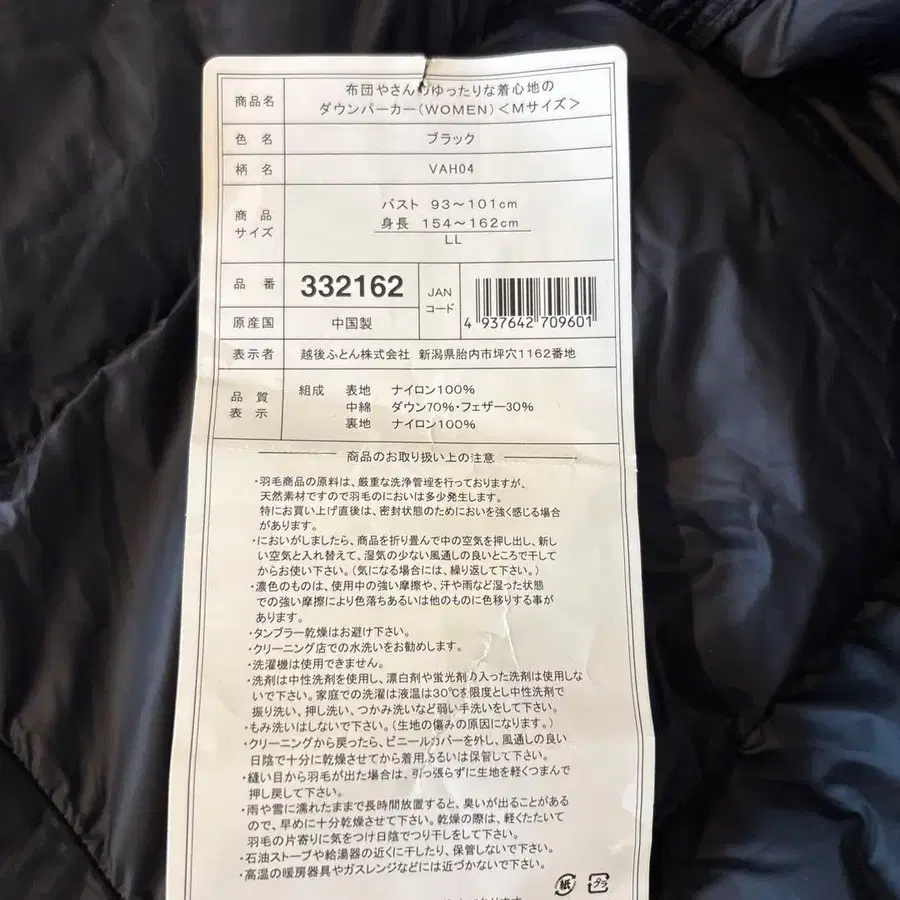 商品名 布団やさんのゆったりな着心地の
ダウンパーカー(WOMEN)<Mサイズ>
色 名 ブラック
柄 名 VAH04
商 品
サイズ
バスト 93〜101cm
身長 154〜162cm
LL
品 番 332162
JAN
コード
4 937642 709601
原産国 中国製
表示者 越後ふとん株式会社 新潟県胎内市坪穴1162番地
品 質
表 示
組成 表地 ナイロン100%
中綿 ダウン70%・フェザー30%
裏地 ナイロン100%
商品のお取り扱い上の注意
・羽毛商品の原料は、厳重な洗浄管理を行っておりますが、
天然素材ですので羽毛のにおいは多少発生します。
特にお買い上げ直後は、密封状態のためにおいを強く感じる場合
があります。
・においがしましたら、商品を折り畳んで中の空気を押し出し、新し
い空気と入れ替えて、湿気の少ない風通しの良いところで干して
からお使い下さい。(気になる場合には、繰り返して下さい。)
・濃色のものは、使用中の強い摩擦や、汗や雨など湿った状態
での強い摩擦により色落ちあるいは他のものに色移りする事が
あります。
・タンブラー乾燥はお避け下さい。
・クリーニング店での水洗いをお勧めします。
・洗濯機は使用できません。
・洗剤は中性洗剤を使用し、漂白剤や蛍光剤の入った洗剤は使用しな
いで下さい。家庭での洗濯は液温は30℃を限度とし中性洗剤で
振り洗い、押し洗い、つかみ洗いなど弱い手洗いをして下さい。
・もみ洗いはしないで下さい。(生地の傷みの原因になります。)
・クリーニングから戻ったら、ビニールカバーを外し、風通しの良い
日陰で十分に乾燥させてから着用あるいは保管して下さい。
・縫い目から羽毛が出た場合は、引っ張らずに生地を軽くつまんで
押し戻して下さい。
・雨や雪に濡れたままで長時間放置すると、臭いが出ることがある
ので、早めに十分乾燥させて下さい。乾燥の際は、軽くたたいて
羽毛の片寄りに気をつけ日陰でつり干しをして下さい。
・石油ストーブや給湯器の近くに干したり、保管しないで下さい。
・高温の暖房器具やガスレンジなどには近づかないで下さい。
紙 プラ